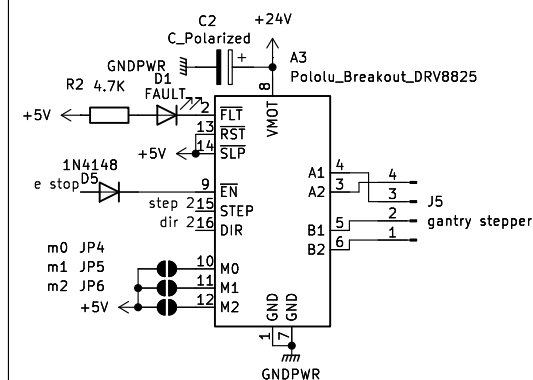 C2
+24V
C_Polarized
+
GNDPWR
A3
Pololu_Breakout_DRV8825
R2 4.7K
D1
FAULT
8
VMOT
+5V
2
FLT
13
RST
14
SLP
+5V
1N4148
D5
e stop
9
EN
step 2
15
STEP
dir 2
16
DIR
A1
4
A2
3
B1
5
B2
6
4
3
2
1
J5
gantry stepper
m0 JP4
m1 JP5
m2 JP6
+5V
10
M0
11
M1
12
M2
GND
GND
1
7
GNDPWR